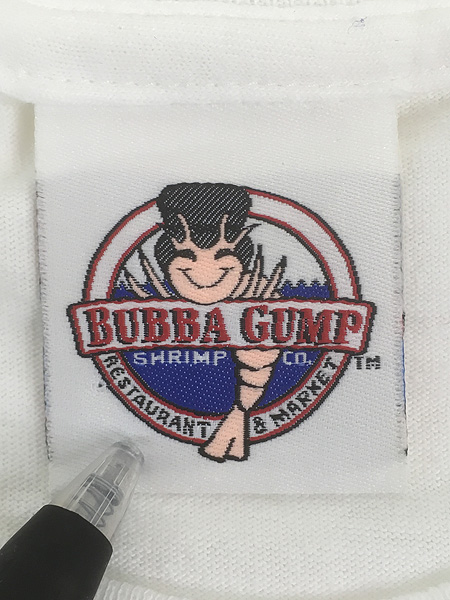 BUBBA GUMP
SHRIMP CO.
RESTAURANT & MARKET
TM